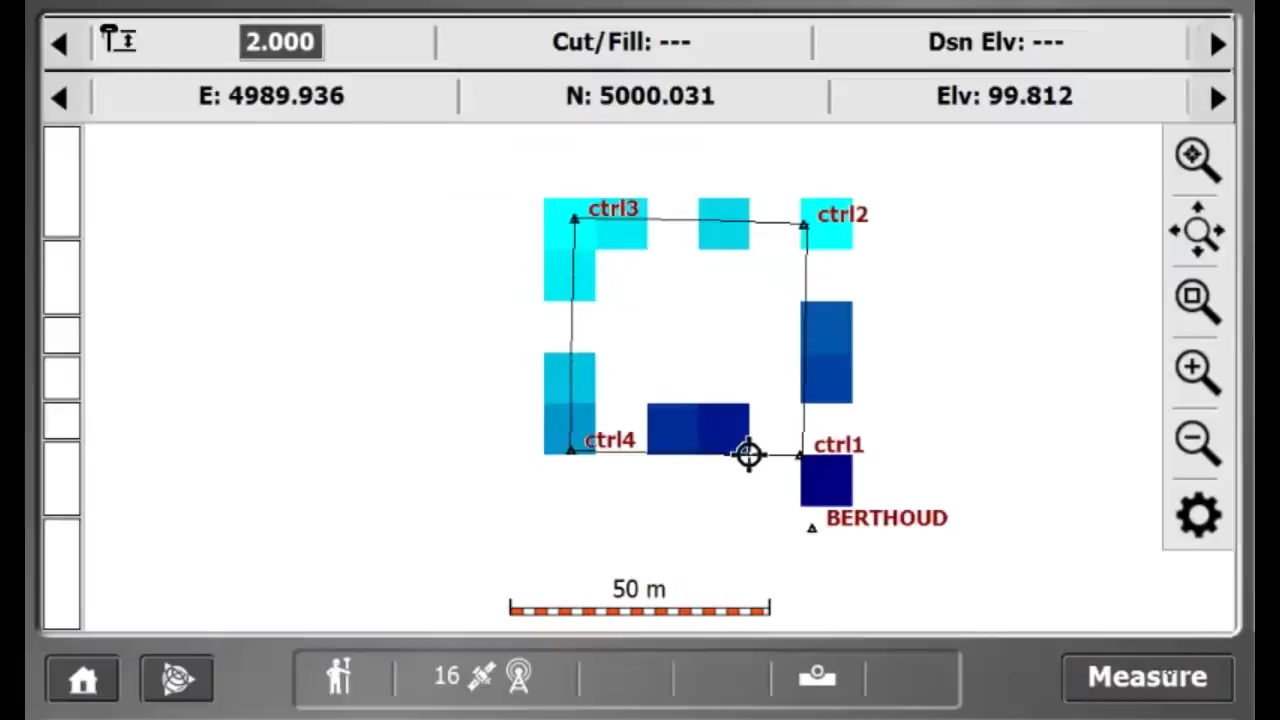 2.000 Cut/Fill: --- Dsn Elv: ---
E: 4989.936 N: 5000.031 Elv: 99.812
ctrl3
ctrl2
ctrl4
ctrl1
BERTHOUD
50 m
16 Measure